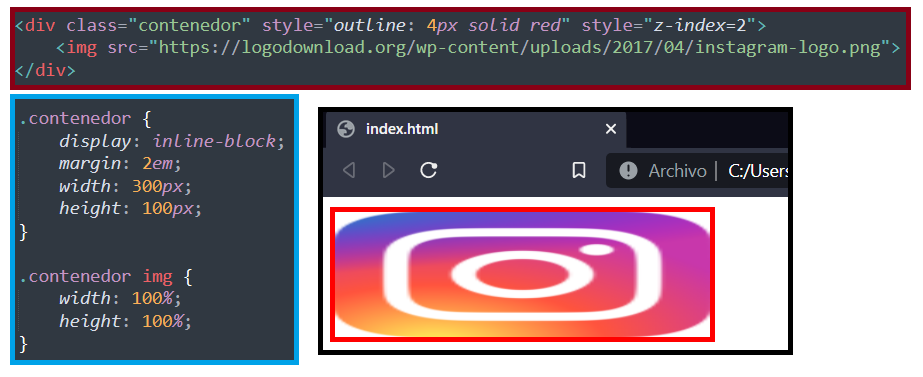 <div class="contenedor" style="outline: 4px solid red" style="z-index=2">
<img src="https://logodownload.org/wp-content/uploads/2017/04/instagram-logo.png">
</div>
.contenedor {
display: inline-block;
margin: 2em;
width: 300px;
height: 100px;
}
.contenedor img {
width: 100%;
height: 100%;
}
index.html
Archivo | C:/Users